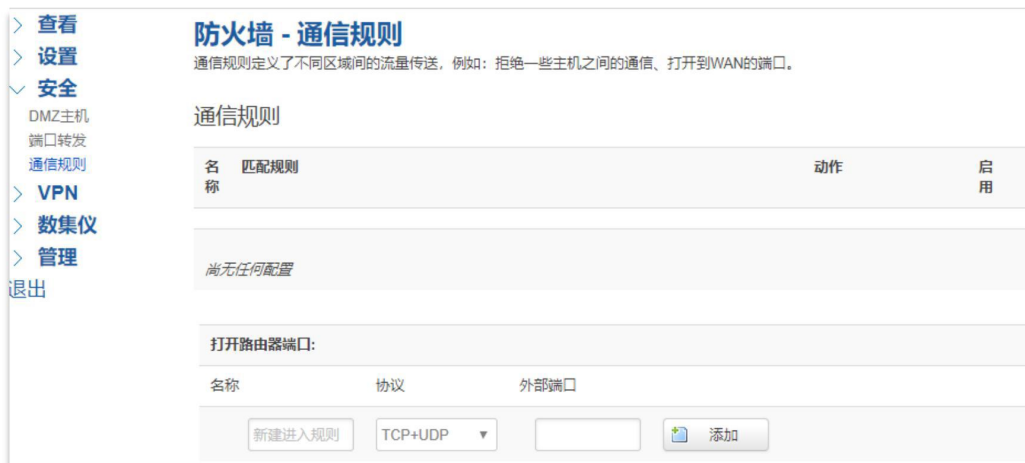 查看
设置
安全
DMZ主机
端口转发
通信规则
VPN
数集仪
管理
退出
防火墙 - 通信规则
通信规则定义了不同区域间的流量传送，例如：拒绝一些主机之间的通信、打开到WAN的端口。
通信规则
名称 匹配规则 动作 启用
尚无任何配置
打开路由器端口:
名称 协议 外部端口
新建进入规则 TCP+UDP 添加